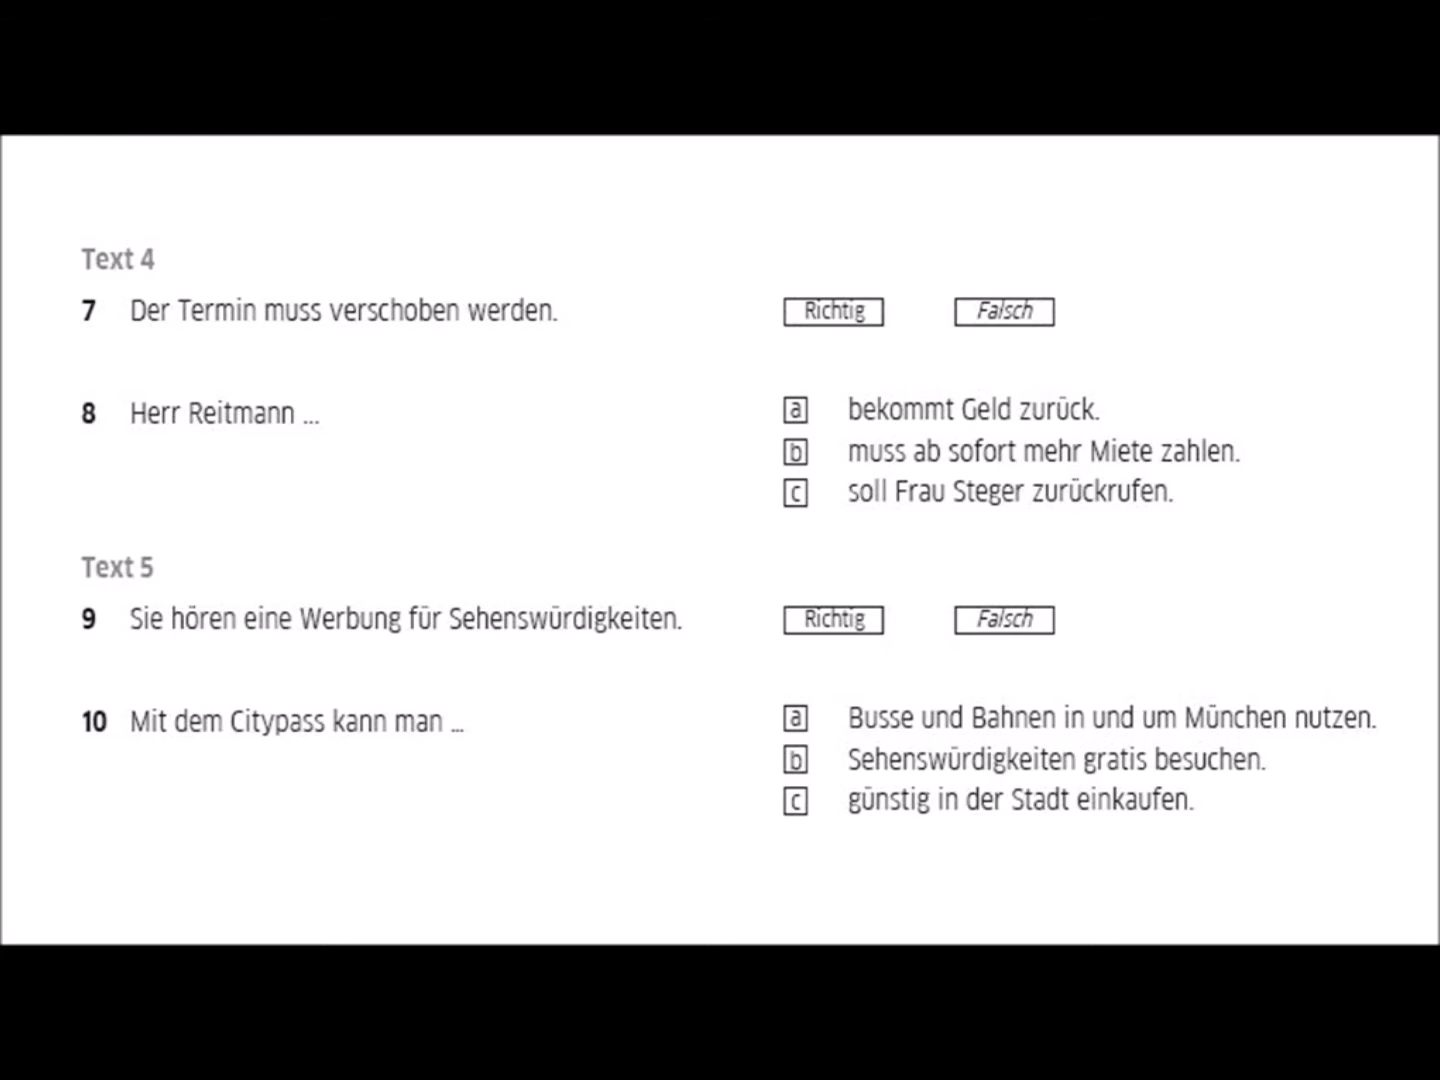 Text 4
7 Der Termin muss verschoben werden. Richtig Falsch
8 Herr Reitmann ... a bekommt Geld zurück.
b muss ab sofort mehr Miete zahlen.
c soll Frau Steger zurückrufen.
Text 5
9 Sie hören eine Werbung für Sehenswürdigkeiten. Richtig Falsch
10 Mit dem Citypass kann man ... a Busse und Bahnen in und um München nutzen.
b Sehenswürdigkeiten gratis besuchen.
c günstig in der Stadt einkaufen.